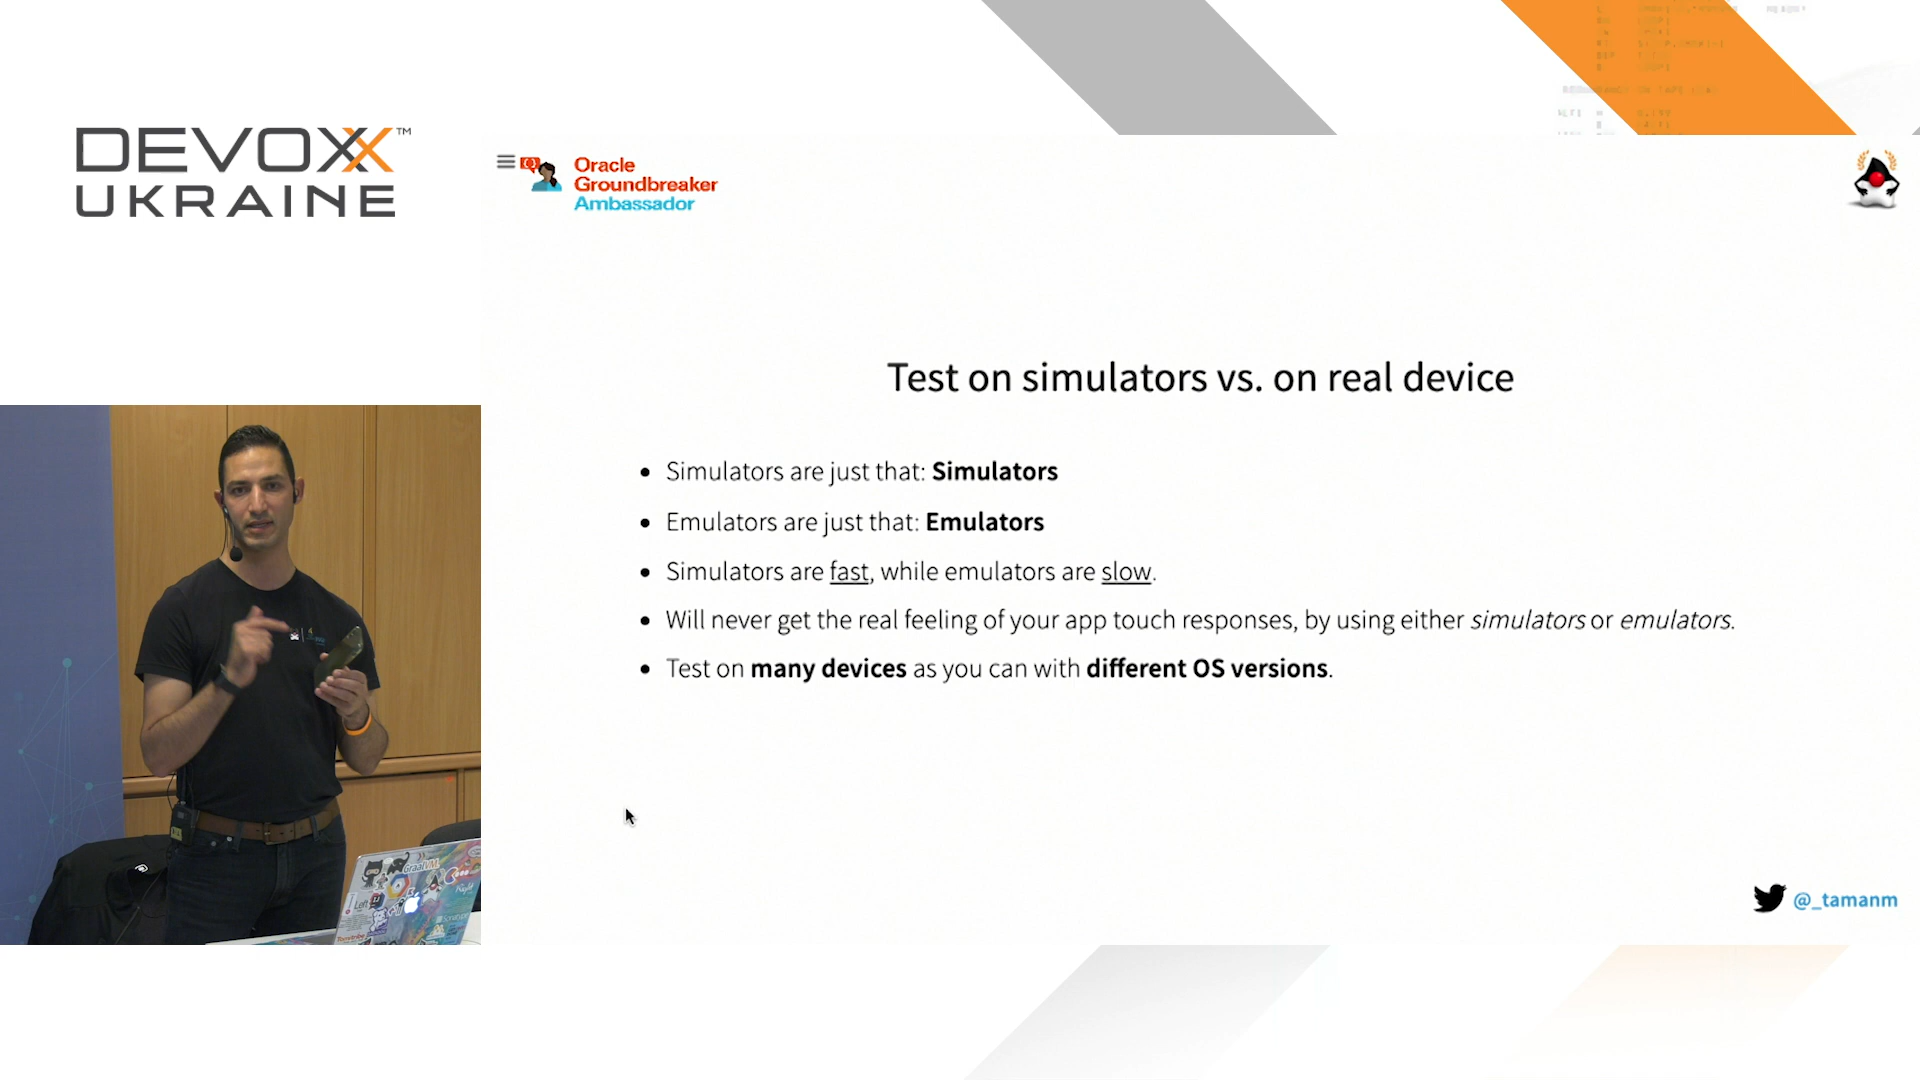 DEVOXX™
UKRAINE
Oracle
Groundbreaker
Ambassador
Test on simulators vs. on real device
Simulators are just that: Simulators
Emulators are just that: Emulators
Simulators are fast, while emulators are slow.
Will never get the real feeling of your app touch responses, by using either simulators or emulators.
Test on many devices as you can with different OS versions.
@_tamanm